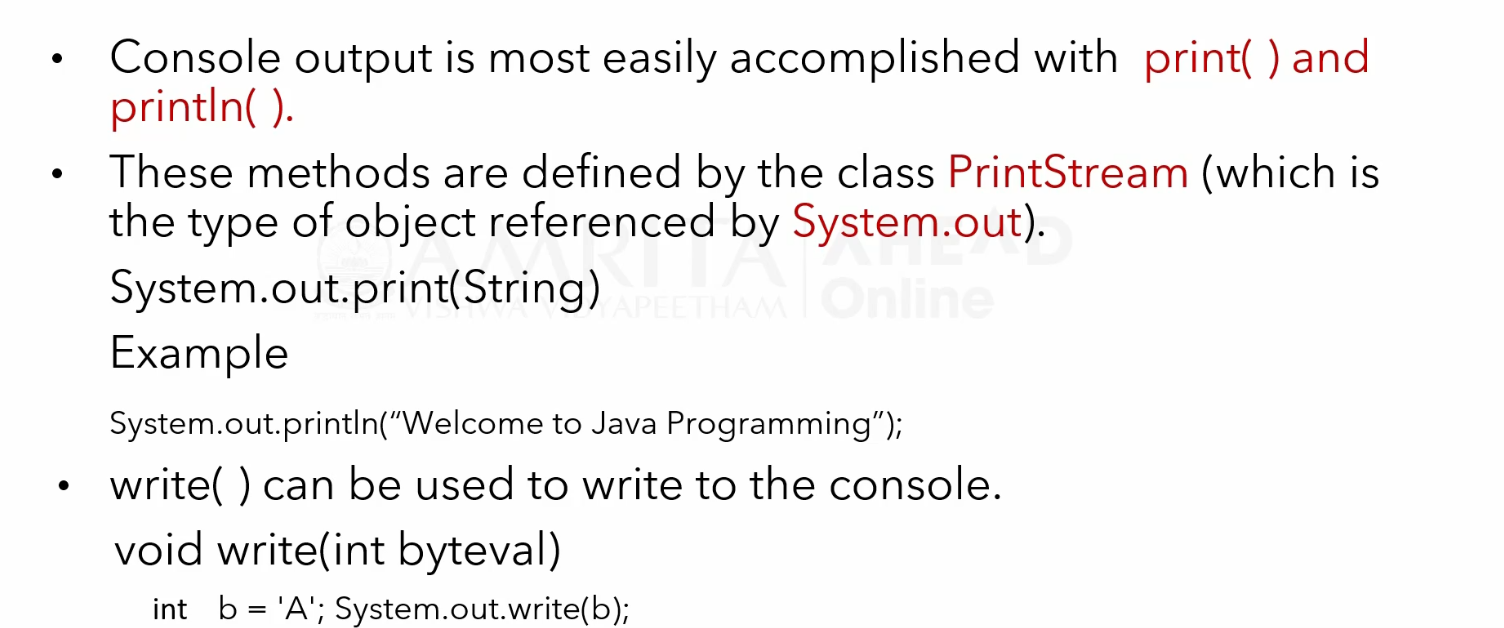 • Console output is most easily accomplished with print( ) and
println( ).
• These methods are defined by the class PrintStream (which is
the type of object referenced by System.out).
AMRITA AHEAD
VISHWA VIDYAPEETHAM Online
System.out.print(String)
Example
System.out.println(“Welcome to Java Programming”);
• write( ) can be used to write to the console.
void write(int byteval)
int b = 'A'; System.out.write(b);